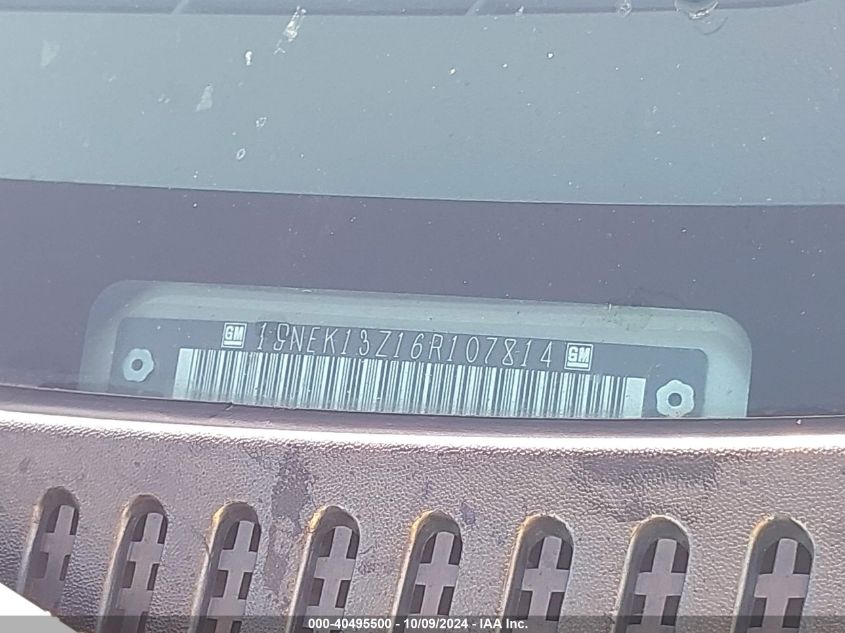 GM 1GNEK13Z16R107814 GM
000-40495500 - 10/09/2024 - IAA Inc.